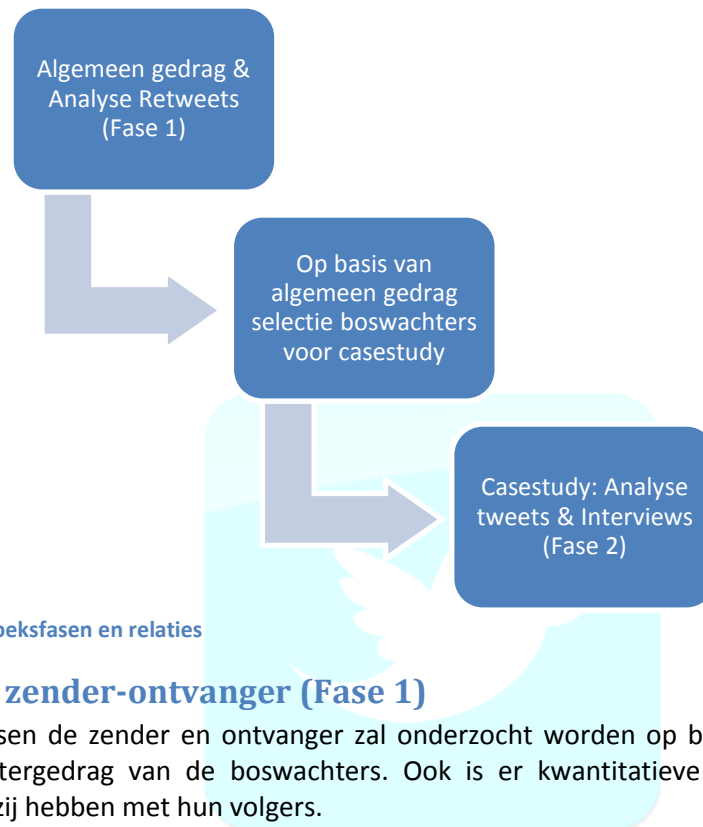 Algemeen gedrag &
Analyse Retweets
(Fase 1)
Op basis van
algemeen gedrag
selectie boswachters
voor casestudy
Casestudy: Analyse
tweets & Interviews
(Fase 2)
en relaties
zender-ontvanger (Fase 1)
de zender en ontvanger zal onderzocht worden op
van de boswachters. Ook is er kwantitatieve
zij hebben met hun volgers.